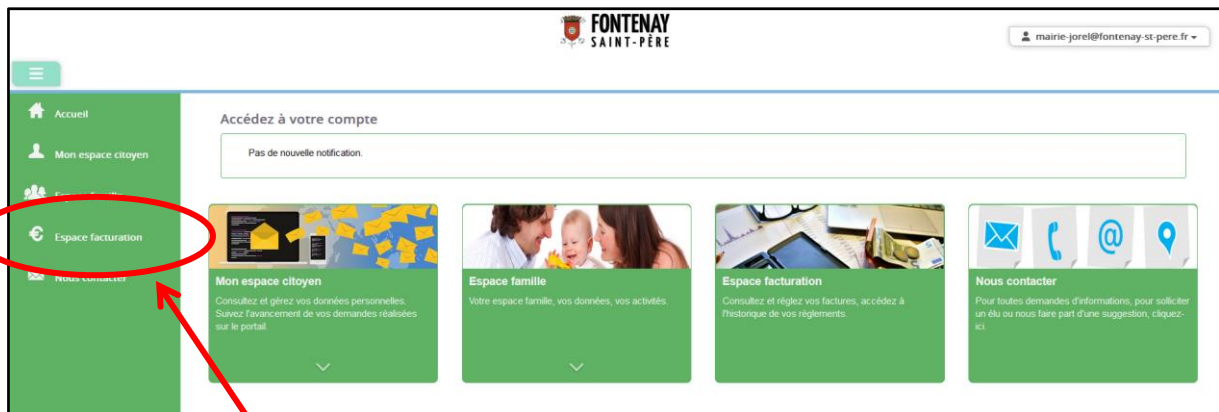 FONTENAY
SAINT-PÈRE
mairie-jorel@fontenay-st-pere.fr
Accueil
Mon espace citoyen
Espace famille
Espace facturation
Nous contacter
Accédez à votre compte
Pas de nouvelle notification.
Mon espace citoyen
Consultez et gérez vos données personnelles.
Suivez l'avancement de vos demandes réalisées
sur le portail.
Espace famille
Votre espace famille, vos données, vos activités.
Espace facturation
Consultez et réglez vos factures, accédez à
l'historique de vos règlements.
Nous contacter
Pour toutes demandes d'informations, pour solliciter
un élu ou nous faire part d'une suggestion, cliquez-
ici.